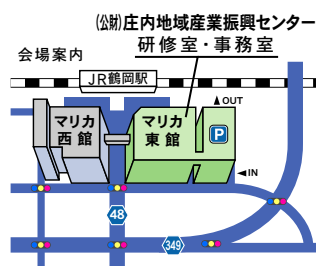 (公財)庄内地域産業振興センター
研修室・事務室
会場案内
JR鶴岡駅
OUT
マリカ
西館
マリカ
東館
P
IN
48
349